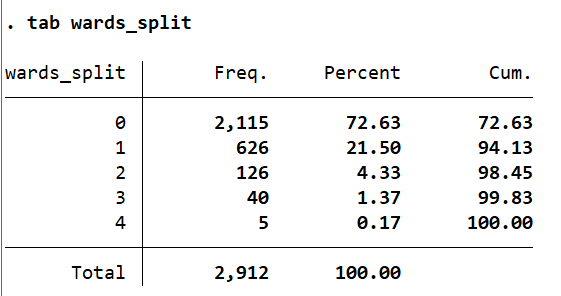 . tab wards_split
wards_split Freq. Percent Cum.
0 2,115 72.63 72.63
1 626 21.50 94.13
2 126 4.33 98.45
3 40 1.37 99.83
4 5 0.17 100.00
Total 2,912 100.00